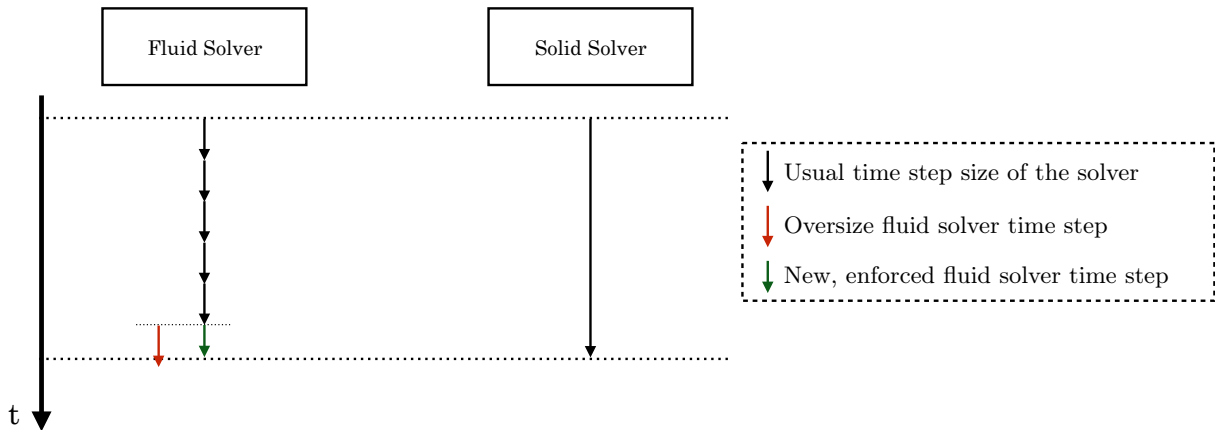 Fluid Solver
Solid Solver
Usual time step size of the solver
Oversize fluid solver time step
New, enforced fluid solver time step
t